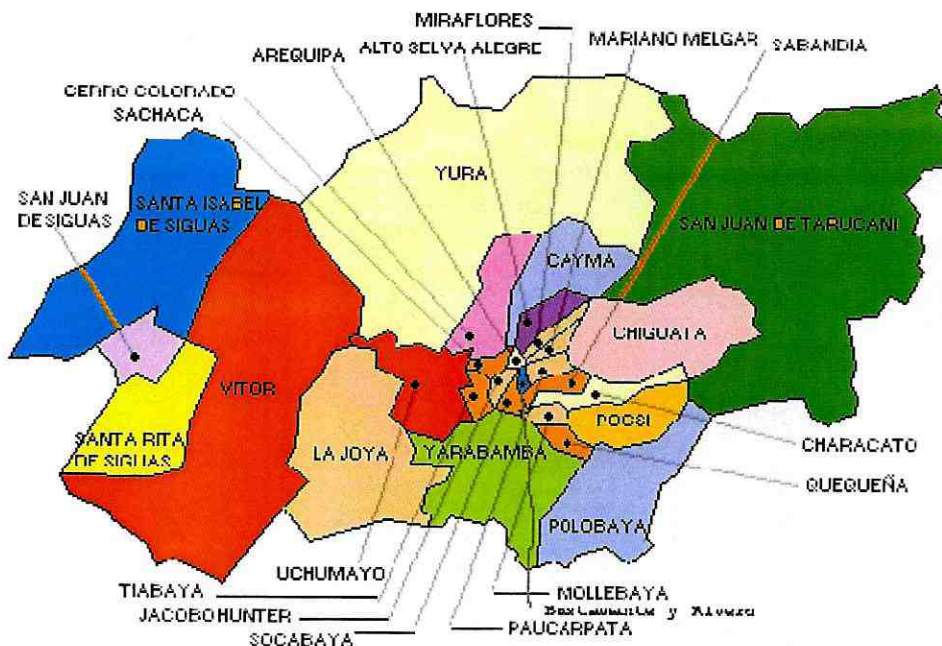 MIRAFLORES
ALTO SELVA ALEGRE
MARIANO MELGAR
SABANDIA
AREQUIPA
CERRO COLORADO
SACHACA
YURA
SAN JUAN
DE SIGUAS
SANTA ISABEL
DE SIGUAS
SAN JUAN DE TARUCANI
CAYMA
CHIGUATA
VITOR
SANTA RITA
DE SIGUAS
LA JOYA
YARABAMBA
POCSI
CHARACATO
QUEQUEÑA
POLOBAYA
UCHUMAYO
TIABAYA
MOLLEBAYA
JACOBO HUNTER
Bustamante y Rivero
SOCABAYA
PAUCARPATA